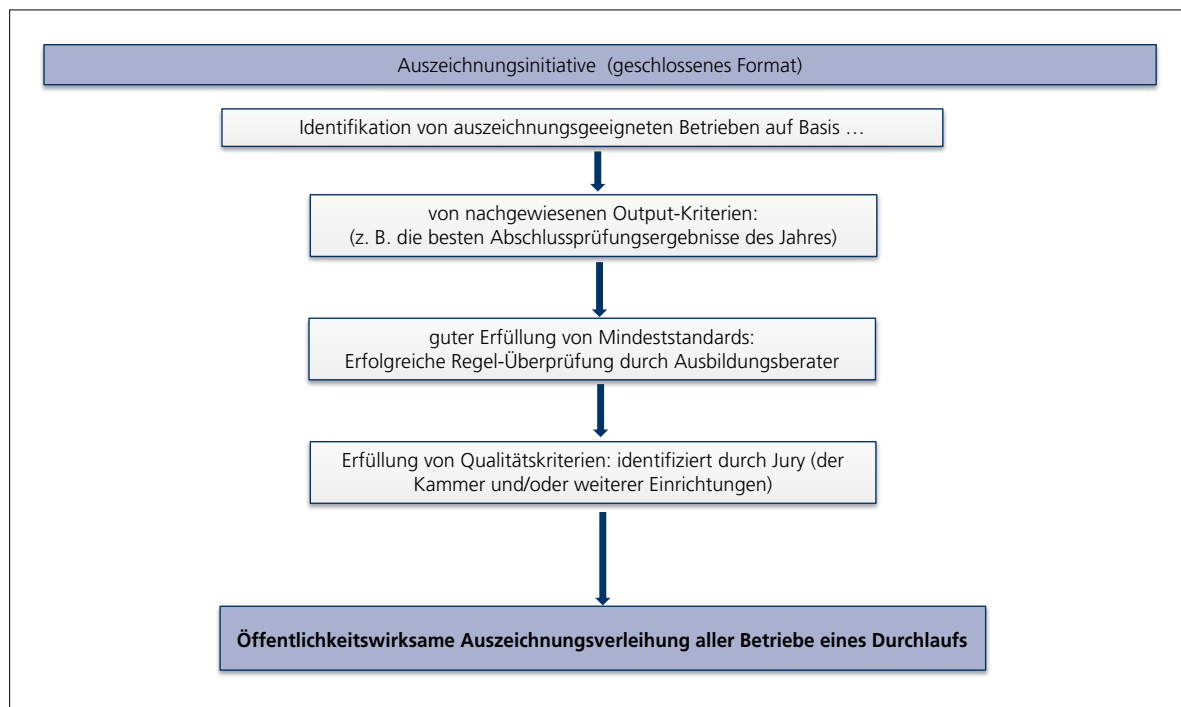 Auszeichnungsinitiative (geschlossenes Format)
Identifikation von auszeichnungsgeeigneten Betrieben auf Basis …
von nachgewiesenen Output-Kriterien:
(z. B. die besten Abschlussprüfungsergebnisse des Jahres)
guter Erfüllung von Mindeststandards:
Erfolgreiche Regel-Überprüfung durch Ausbildungsberater
Erfüllung von Qualitätskriterien: identifiziert durch Jury (der
Kammer und/oder weiterer Einrichtungen)
Öffentlichkeitswirksame Auszeichnungsverleihung aller Betriebe eines Durchlaufs